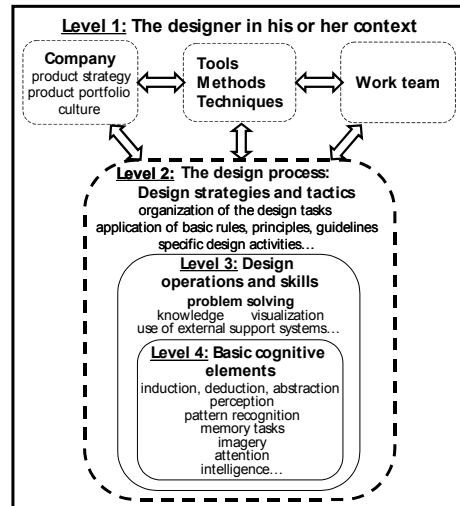 Level 1: The designer in his or her context
Company
product strategy
product portfolio
culture
Tools
Methods
Techniques
Work team
Level 2: The design process:
Design strategies and tactics
organization of the design tasks
application of basic rules, principles, guidelines
specific design activities…
Level 3: Design
operations and skills
problem solving
knowledge visualization
use of external support systems…
Level 4: Basic cognitive
elements
induction, deduction, abstraction
perception
pattern recognition
memory tasks
imagery
attention
intelligence…